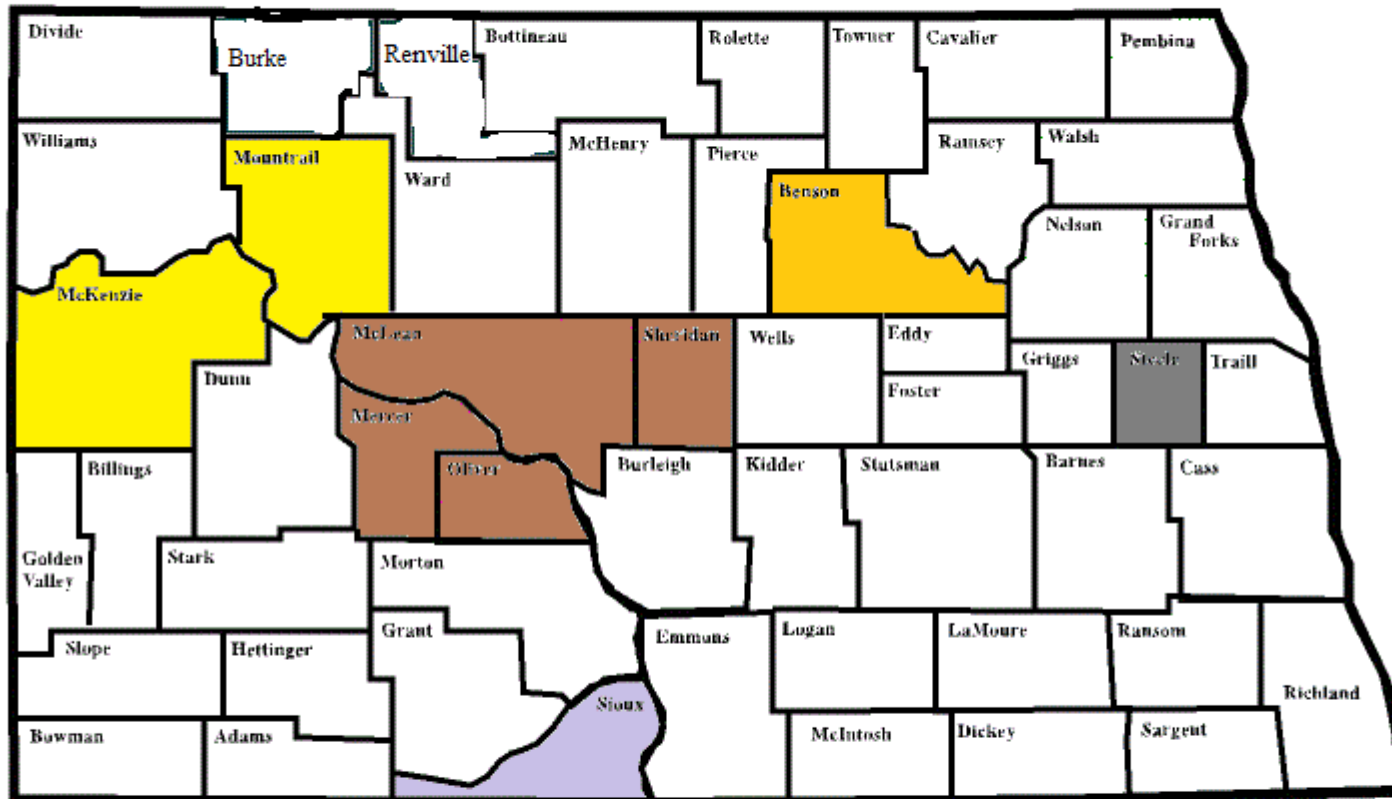 Divide
Burke
Renville
Bottineau
Rolette
Towner
Cavalier
Pembina
Williams
Mountrail
Ward
McHenry
Pierce
Benson
Ramsey
Walsh
Nelson
Grand
Forks
McKenzie
Dunn
McLean
Sheridan
Wells
Eddy
Foster
Griggs
Steele
Traill
Mercer
Oliver
Billings
Golden
Valley
Stark
Morton
Burleigh
Kidder
Stutsman
Barnes
Cass
Slope
Hettinger
Grant
Sioux
Emmons
Logan
LaMoure
Ransom
Richland
Bowman
Adams
McIntosh
Dickey
Sargent